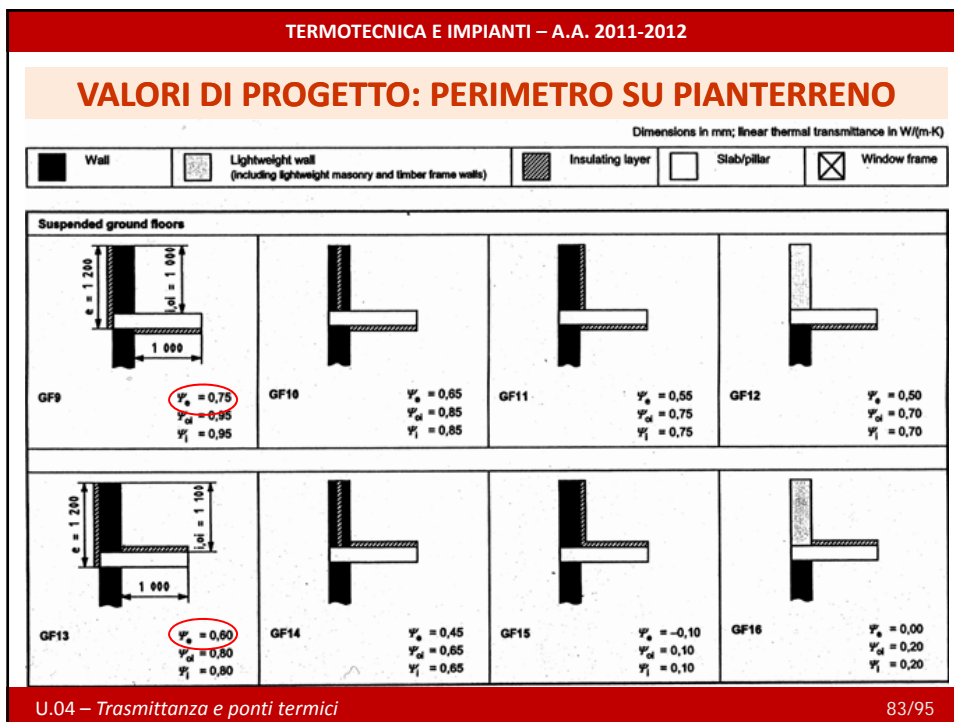 TERMOTECNICA E IMPIANTI – A.A. 2011-2012
VALORI DI PROGETTO: PERIMETRO SU PIANTERRENO
Dimensions in mm; linear thermal transmittance in W/(m·K)
Wall
Lightweight wall
(including lightweight masonry and timber frame walls)
Insulating layer
Slab/pillar
Window frame
Suspended ground floors
e = 1 200
i,oi = 1 000
1 000
GF9
Ψe = 0,75
Ψoi = 0,95
Ψi = 0,95
GF10
Ψe = 0,65
Ψoi = 0,85
Ψi = 0,85
GF11
Ψe = 0,55
Ψoi = 0,75
Ψi = 0,75
GF12
Ψe = 0,50
Ψoi = 0,70
Ψi = 0,70
e = 1 200
i,oi = 1 100
1 000
GF13
Ψe = 0,60
Ψoi = 0,80
Ψi = 0,80
GF14
Ψe = 0,45
Ψoi = 0,65
Ψi = 0,65
GF15
Ψe = –0,10
Ψoi = 0,10
Ψi = 0,10
GF16
Ψe = 0,00
Ψoi = 0,20
Ψi = 0,20
U.04 – Trasmittanza e ponti termici
83/95